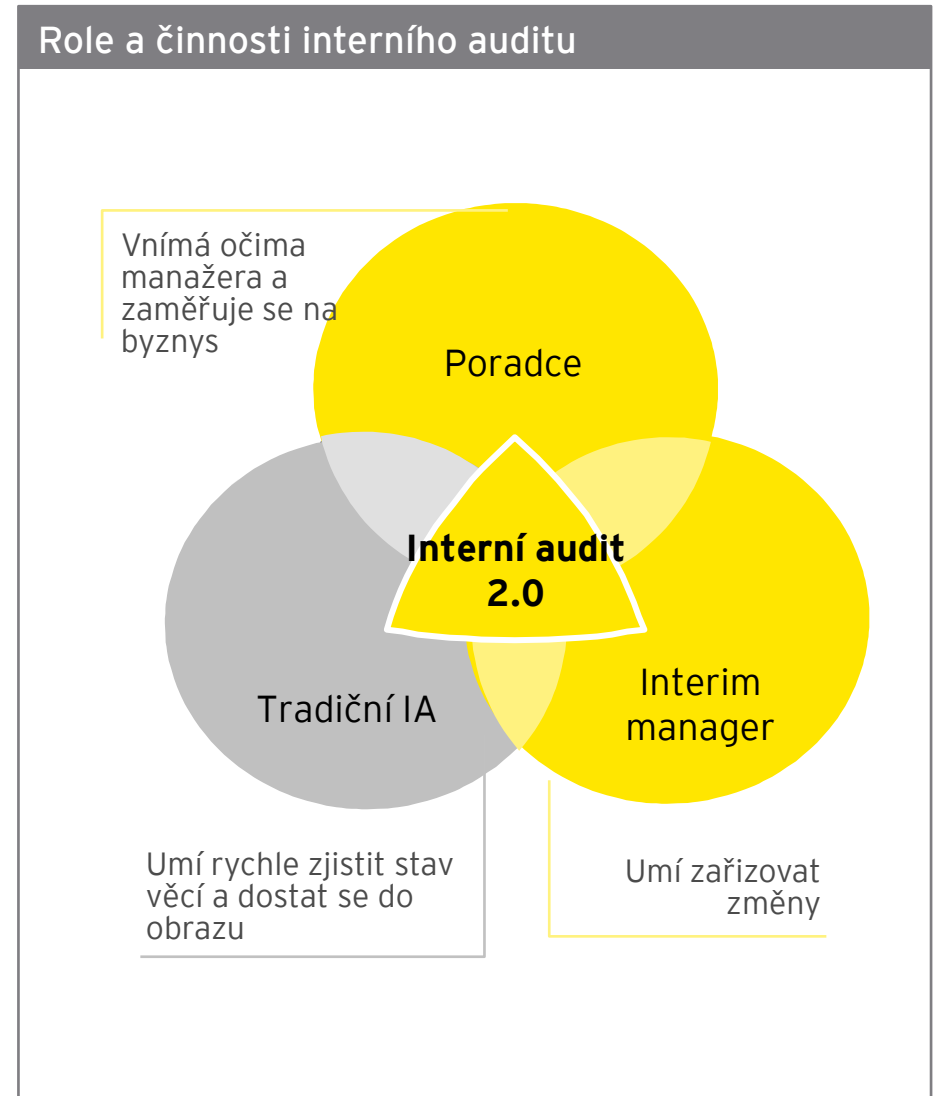 Role a činnosti interního auditu
Vnímá očima
manažera a
zaměřuje se na
byznys
Poradce
Interní audit
2.0
Tradiční IA
Interim
manager
Umí rychle zjistit stav
věcí a dostat se do
obrazu
Umí zařizovat
změny